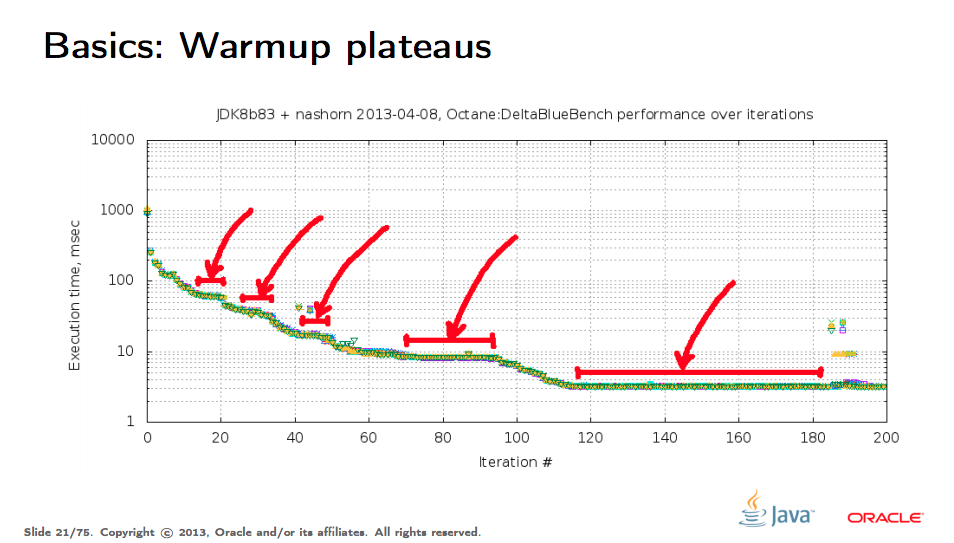 Basics: Warmup plateaus
JDK8b83 + nashorn 2013-04-08, Octane:DeltaBlueBench performance over iterations
10000
1000
100
10
1
Execution time, msec
0 20 40 60 80 100 120 140 160 180 200
Iteration #
Java™
ORACLE®
Slide 21/75. Copyright © 2013, Oracle and/or its affiliates. All rights reserved.